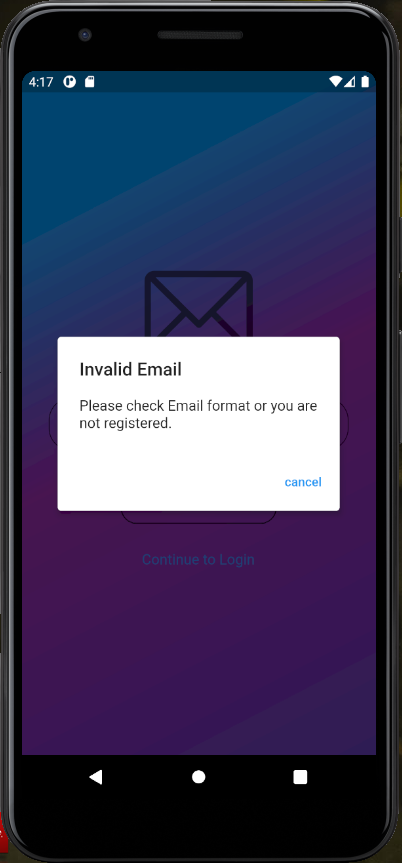 4:17
Invalid Email
Please check Email format or you are
not registered.
cancel
Continue to Login